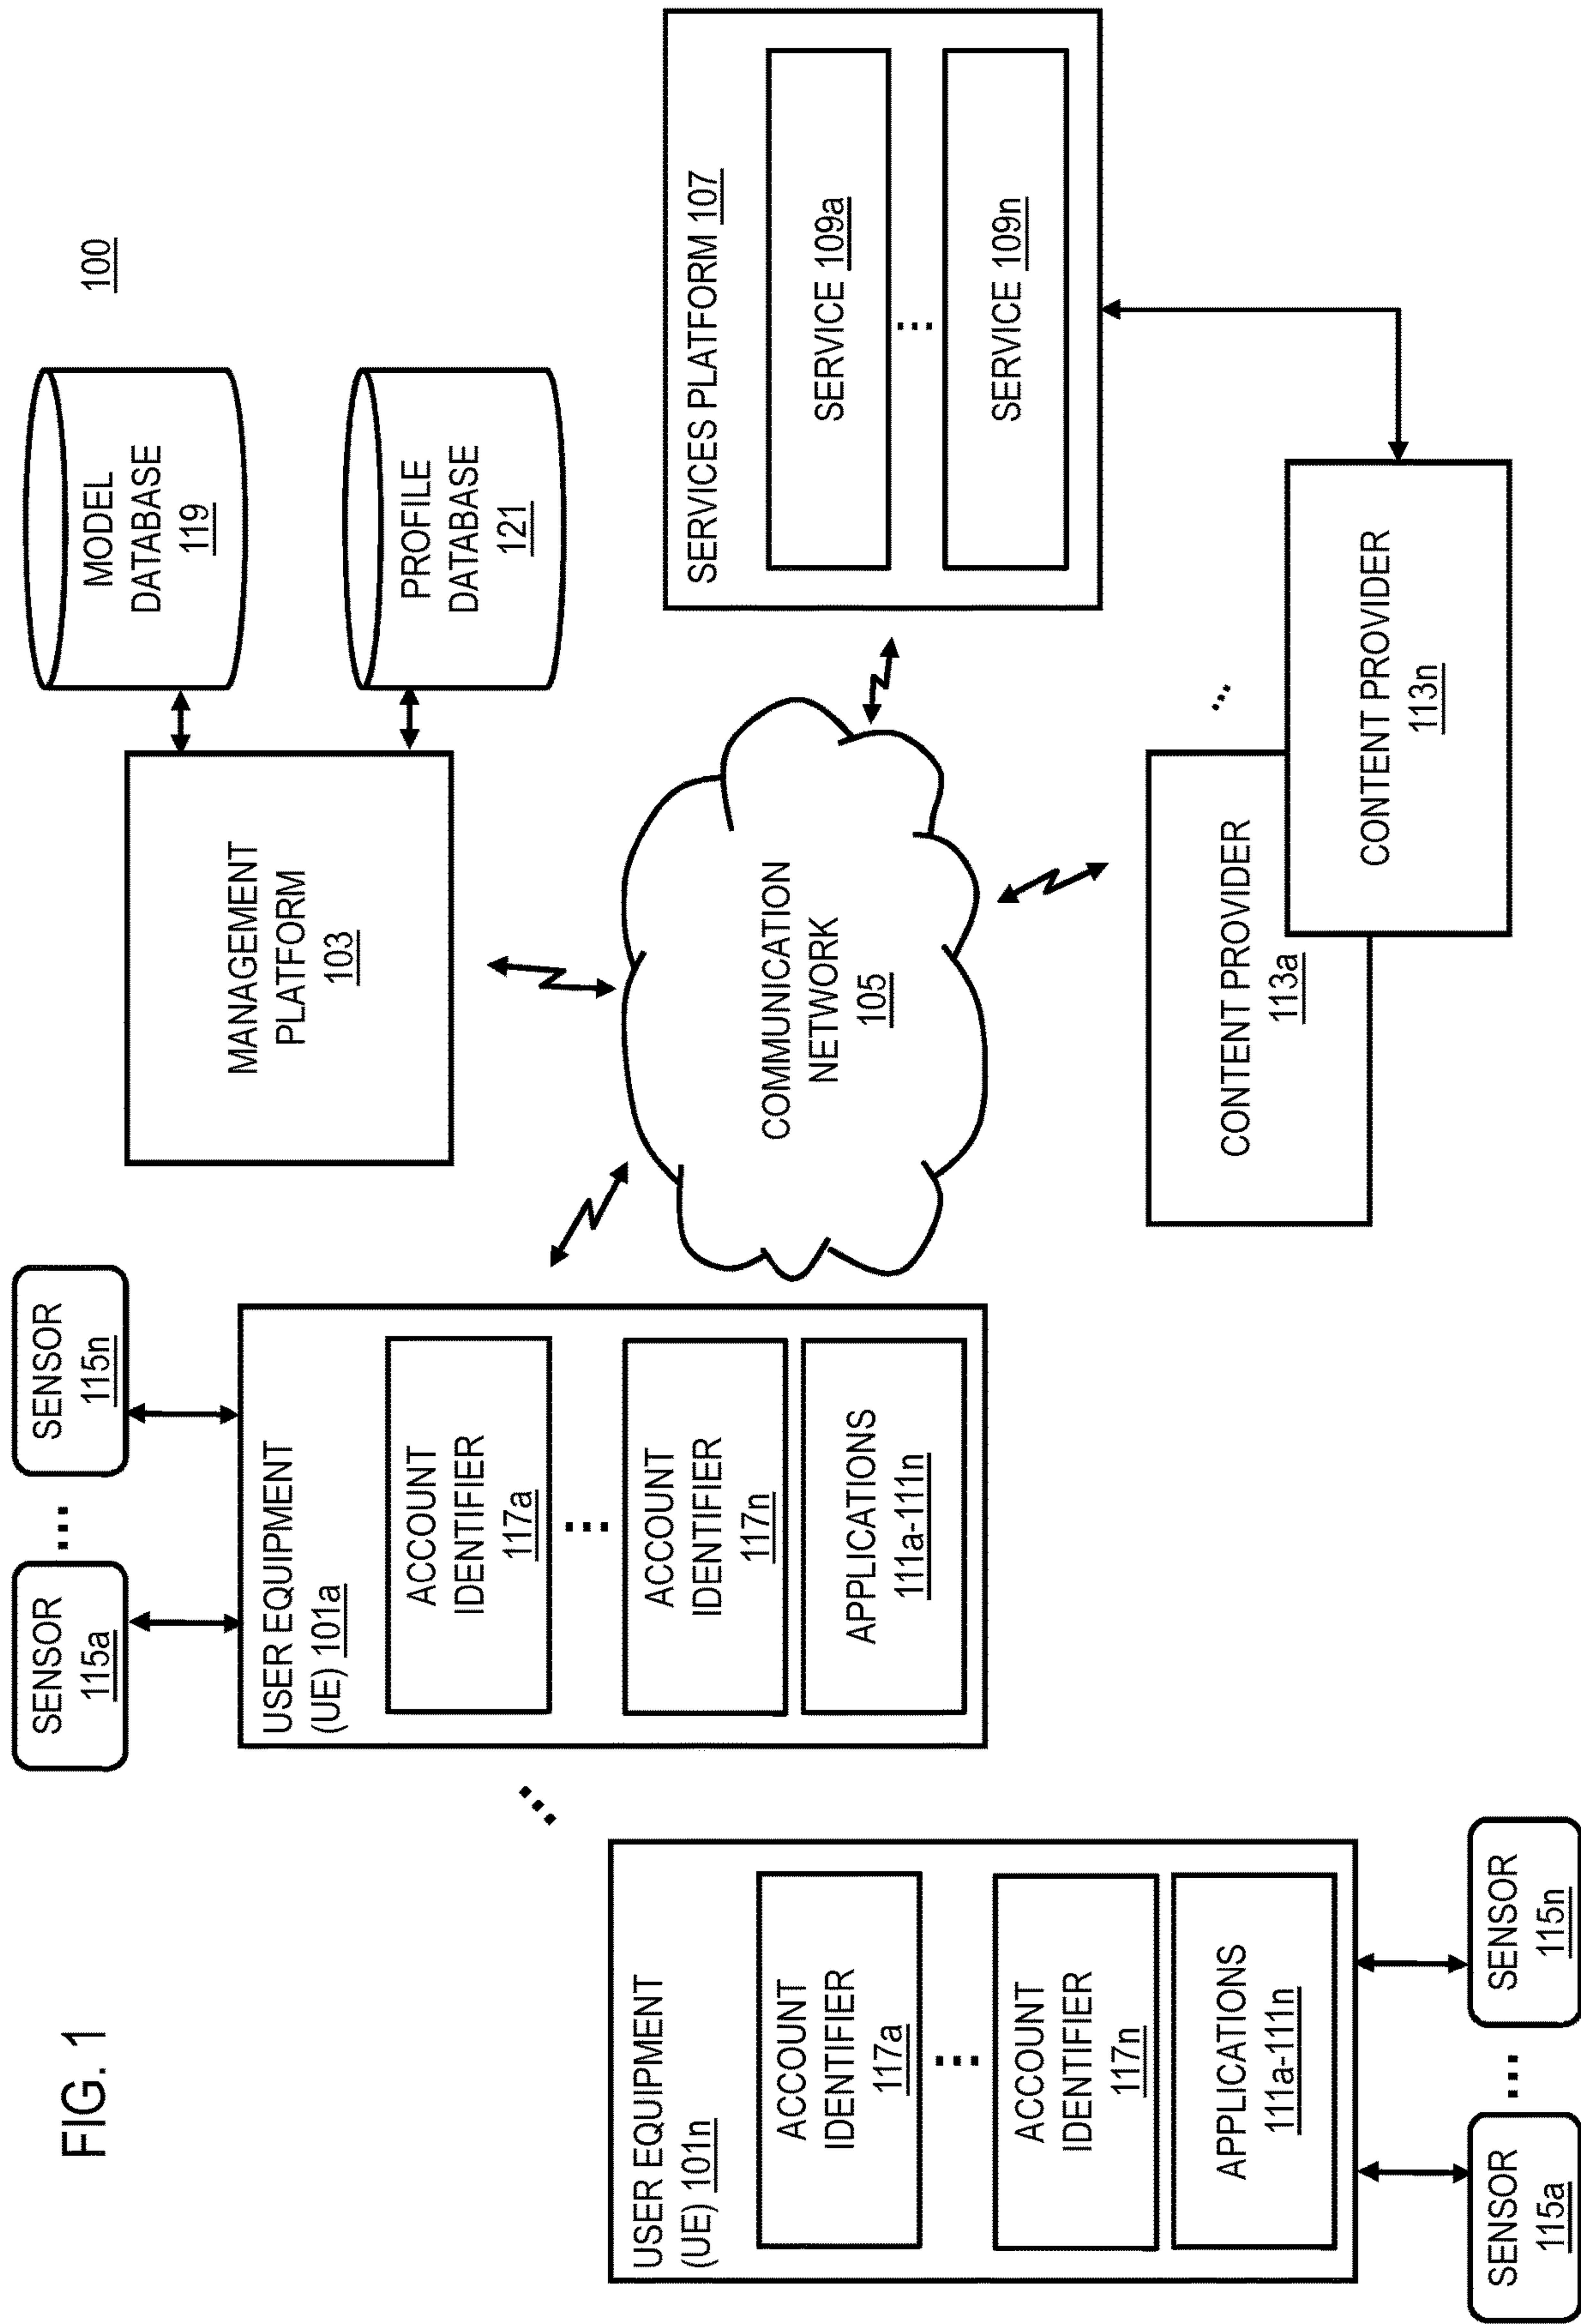 FIG. 1
100
SENSOR
115a
...
SENSOR
115n
USER EQUIPMENT
(UE) 101a
ACCOUNT
IDENTIFIER
117a
...
ACCOUNT
IDENTIFIER
117n
APPLICATIONS
111a-111n
...
USER EQUIPMENT
(UE) 101n
ACCOUNT
IDENTIFIER
117a
...
ACCOUNT
IDENTIFIER
117n
APPLICATIONS
111a-111n
SENSOR
115a
...
SENSOR
115n
MANAGEMENT
PLATFORM
103
MODEL
DATABASE
119
PROFILE
DATABASE
121
COMMUNICATION
NETWORK
105
SERVICES PLATFORM 107
SERVICE 109a
...
SERVICE 109n
CONTENT PROVIDER
113a
...
CONTENT PROVIDER
113n